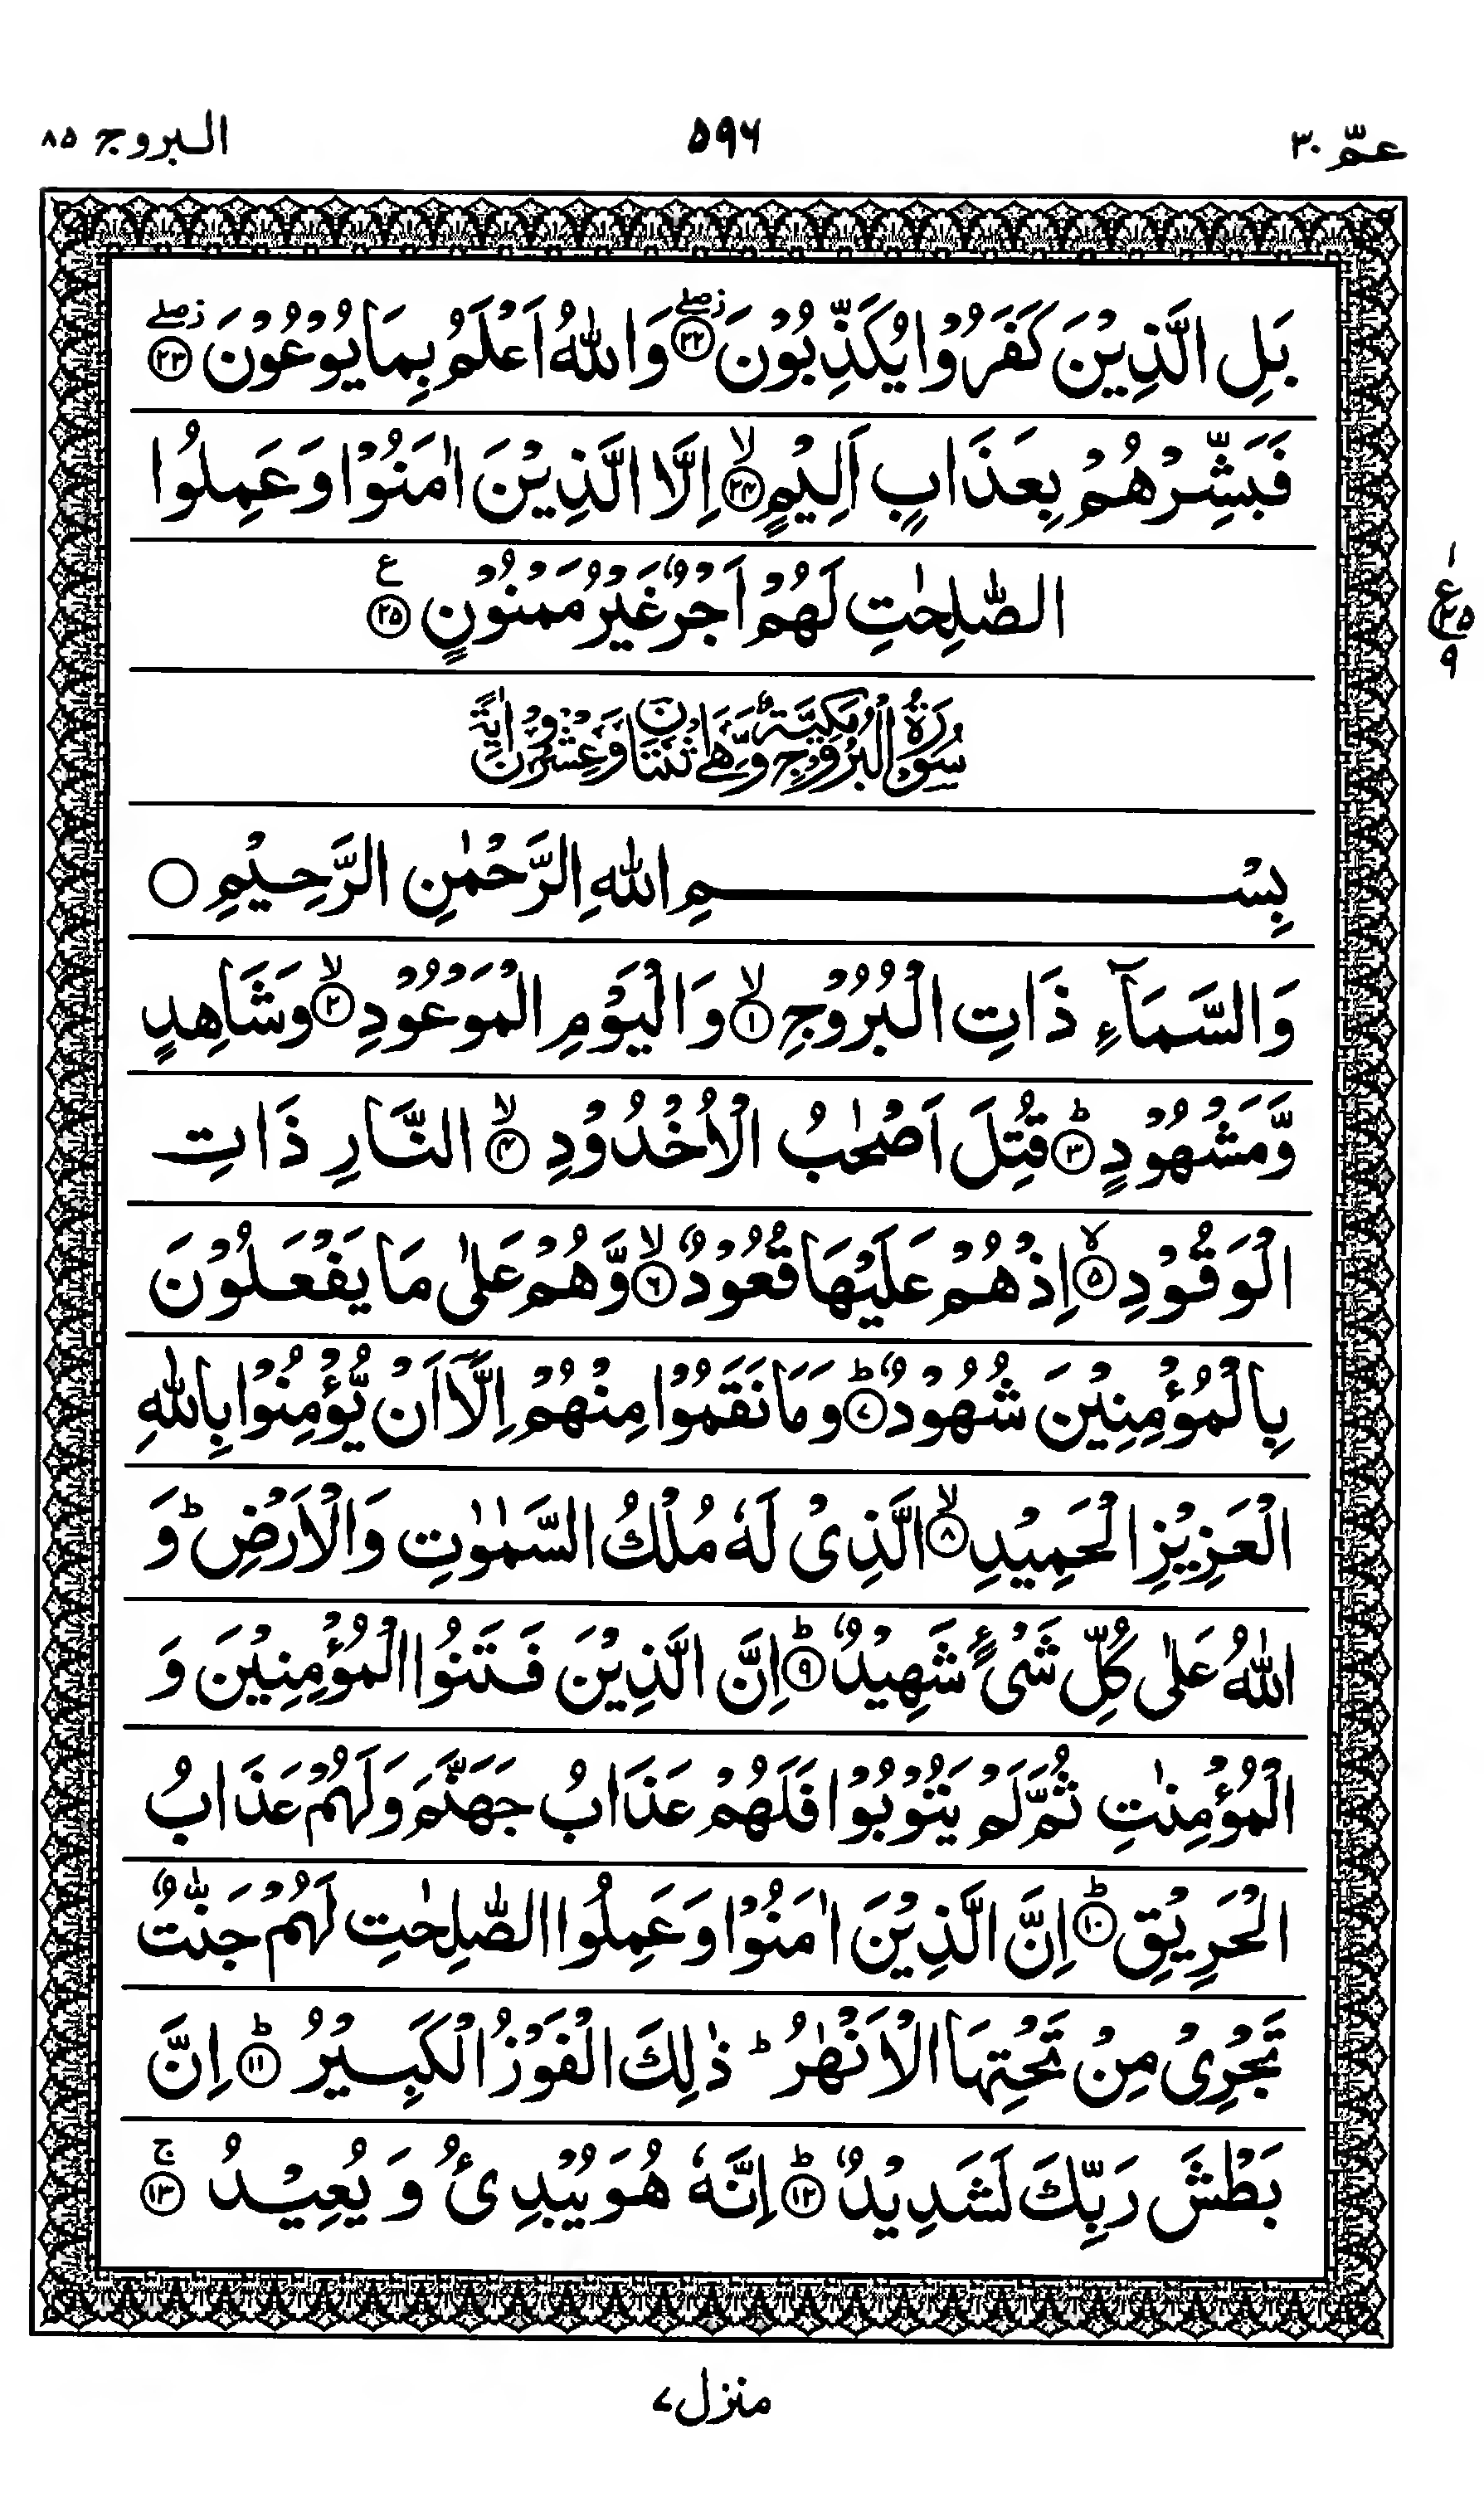 عمّ ٣٠ ٥٩٦ البروج ٨٥
بَلِ الَّذِيْنَ كَفَرُوْا يُكَذِّبُوْنَ ﴿٢٢﴾ۖز وَاللّٰهُ اَعْلَمُ بِمَا يُوْعُوْنَ ﴿٢٣﴾ۖز
فَبَشِّرْهُمْ بِعَذَابٍ اَلِيْمٍ ﴿٢٤﴾ۙ اِلَّا الَّذِيْنَ اٰمَنُوْا وَعَمِلُوا
الصّٰلِحٰتِ لَهُمْ اَجْرٌ غَيْرُ مَمْنُوْنٍ ﴿٢٥﴾ع
١
ع
٢٥
٩
سُوْرَةُ الْبُرُوْجِ مَكِّيَّةٌ وَّهِيَ ثْنَتَانِ وَعِشْرُوْنَ اٰيَةً
بِسْمِ اللّٰهِ الرَّحْمٰنِ الرَّحِيْمِ ○
وَالسَّمَآءِ ذَاتِ الْبُرُوْجِ ﴿١﴾ۙ وَالْيَوْمِ الْمَوْعُوْدِ ﴿٢﴾ۙ وَشَاهِدٍ
وَّمَشْهُوْدٍ ﴿٣﴾ؕ قُتِلَ اَصْحٰبُ الْاُخْدُوْدِ ﴿٤﴾ۙ النَّارِ ذَاتِ
الْوَقُوْدِ ﴿٥﴾ۙ اِذْ هُمْ عَلَيْهَا قُعُوْدٌ ﴿٦﴾ۙ وَّهُمْ عَلٰى مَا يَفْعَلُوْنَ
بِالْمُؤْمِنِيْنَ شُهُوْدٌ ﴿٧﴾ؕ وَمَا نَقَمُوْا مِنْهُمْ اِلَّاۤ اَنْ يُّؤْمِنُوْا بِاللّٰهِ
الْعَزِيْزِ الْحَمِيْدِ ﴿٨﴾ۙ الَّذِيْ لَهٗ مُلْكُ السَّمٰوٰتِ وَالْاَرْضِ ؕ وَ
اللّٰهُ عَلٰى كُلِّ شَيْءٍ شَهِيْدٌ ﴿٩﴾ؕ اِنَّ الَّذِيْنَ فَتَنُوا الْمُؤْمِنِيْنَ وَ
الْمُؤْمِنٰتِ ثُمَّ لَمْ يَتُوْبُوْا فَلَهُمْ عَذَابُ جَهَنَّمَ وَلَهُمْ عَذَابُ
الْحَرِيْقِ ﴿١٠﴾ؕ اِنَّ الَّذِيْنَ اٰمَنُوْا وَعَمِلُوا الصّٰلِحٰتِ لَهُمْ جَنّٰتٌ
تَجْرِيْ مِنْ تَحْتِهَا الْاَنْهٰرُ ؕ ذٰلِكَ الْفَوْزُ الْكَبِيْرُ ﴿١١﴾ؕ اِنَّ
بَطْشَ رَبِّكَ لَشَدِيْدٌ ﴿١٢﴾ؕ اِنَّهٗ هُوَ يُبْدِئُ وَيُعِيْدُ ﴿١٣﴾ۚ
منزل ٧